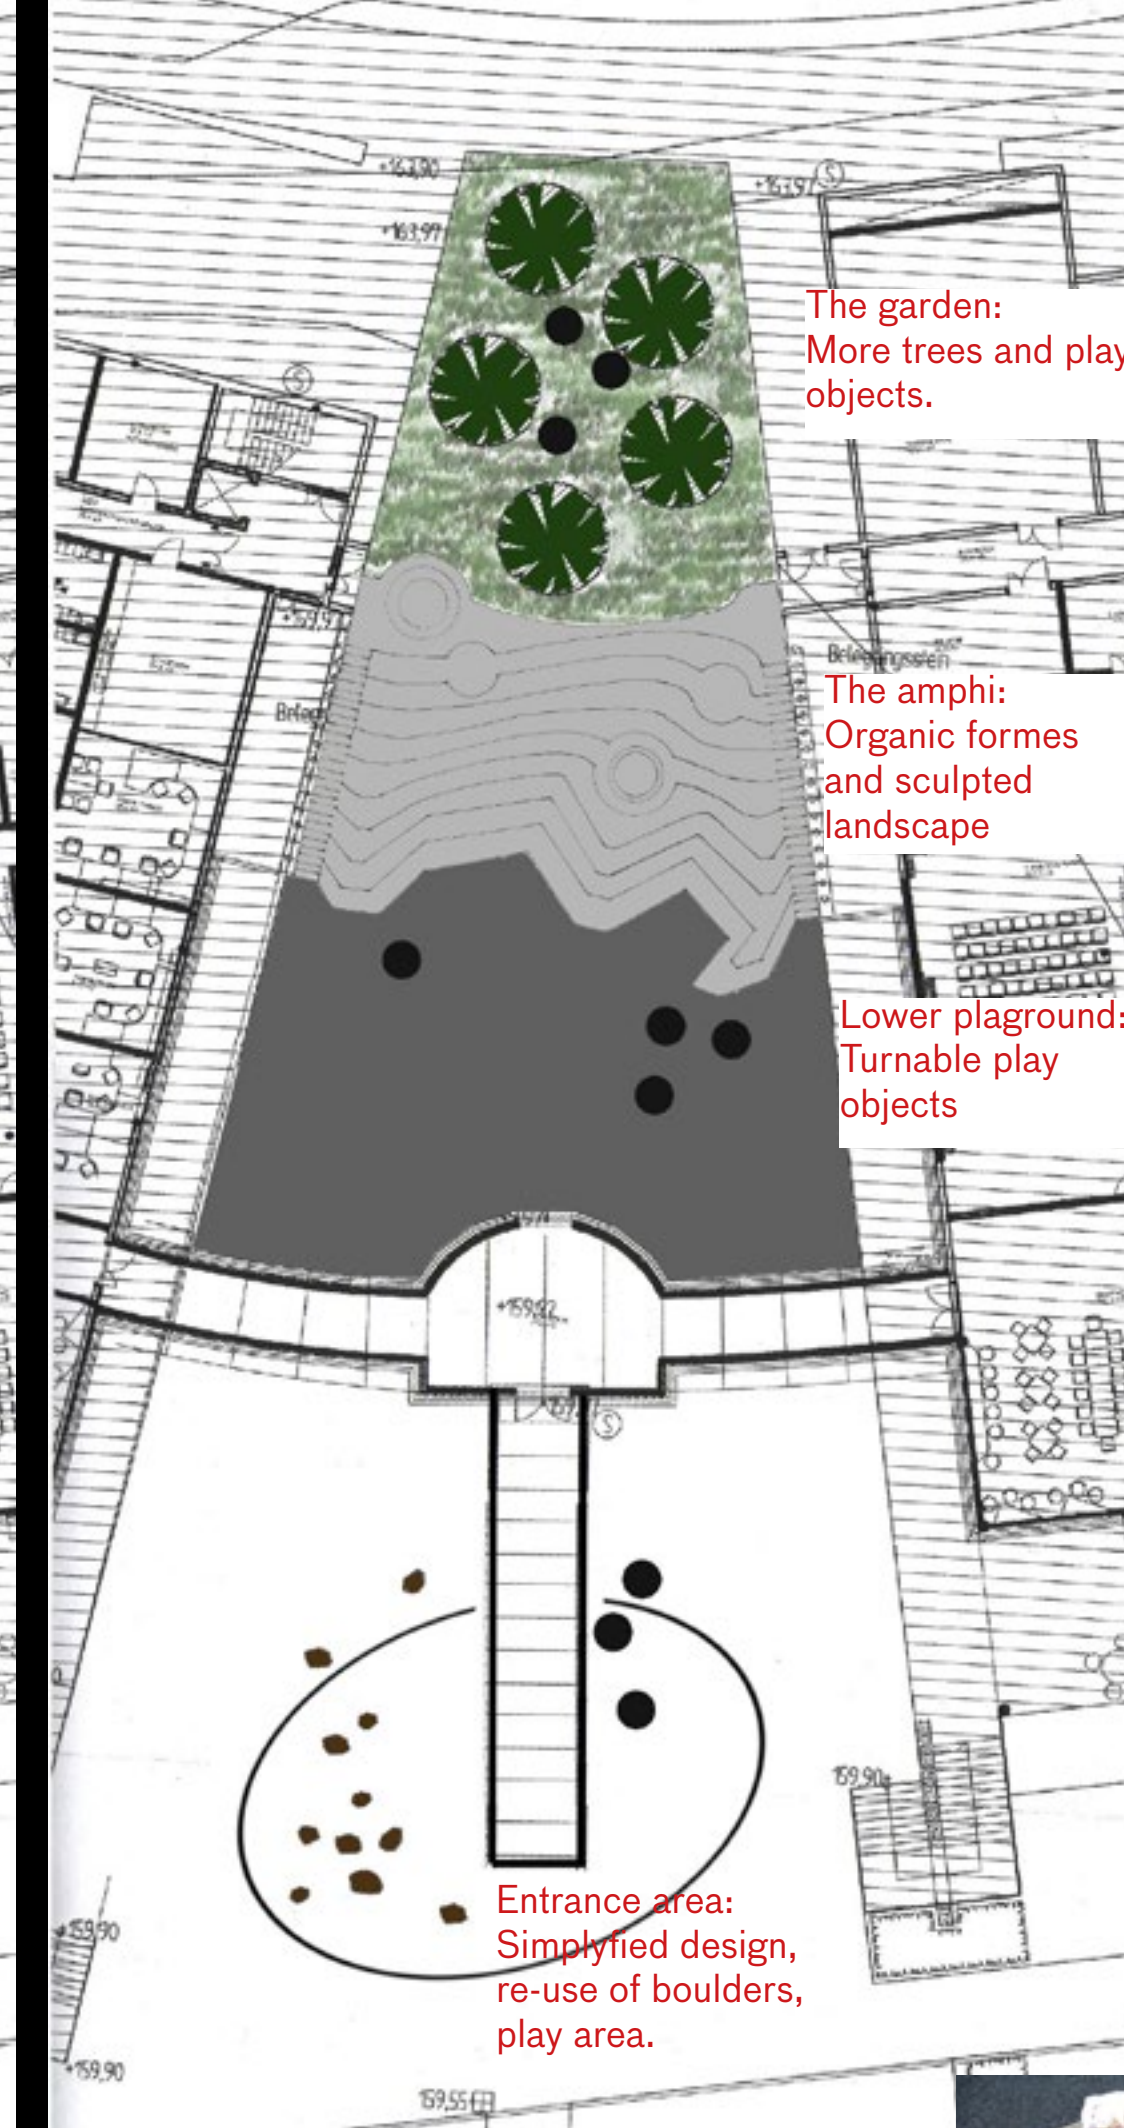 +163,90
+163,97
+163,97
S
The garden:
More trees and play
objects.
S
Belegungsstein
The amphi:
Organic formes
and sculpted
landscape
Lower plaground:
Turnable play
objects
+159,92
S
159,90
Entrance area:
Simplyfied design,
re-use of boulders,
play area.
+159,90
+159,90
159,55